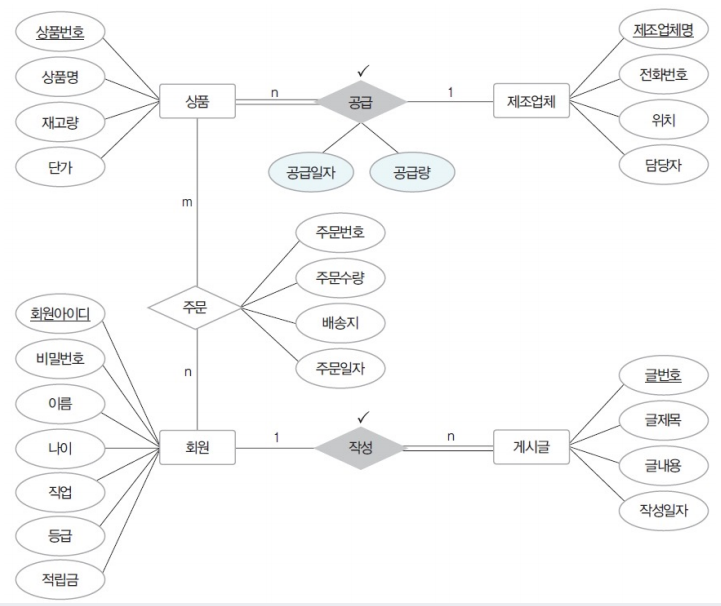 상품번호
상품명
재고량
단가
상품
n
✓
공급
1
제조업체
제조업체명
전화번호
위치
담당자
공급일자
공급량
m
주문
주문번호
주문수량
배송지
주문일자
n
회원아이디
비밀번호
이름
나이
직업
등급
적립금
회원
1
✓
작성
n
게시글
글번호
글제목
글내용
작성일자